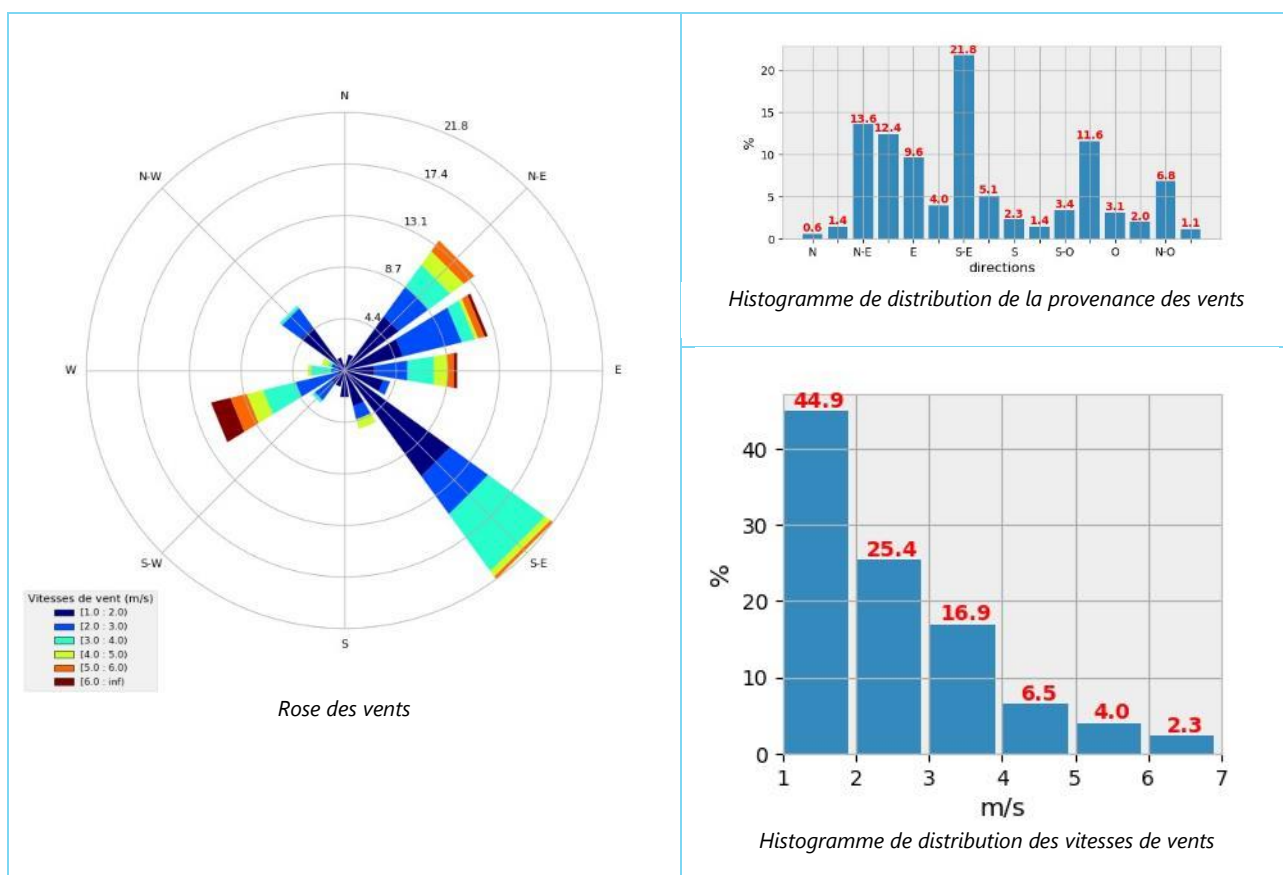 N
21.8
17.4
N-W
N-E
13.1
8.7
4.4
W
E
S-W
S-E
S
Vitesses de vent (m/s)
[1.0 : 2.0)
[2.0 : 3.0)
[3.0 : 4.0)
[4.0 : 5.0)
[5.0 : 6.0)
[6.0 : inf)
Rose des vents
21.8
20
15
13.6
12.4
11.6
%
10
9.6
6.8
5
5.1
4.0
3.4
3.1
2.3
2.0
1.4
1.4
1.1
0.6
0
N
N-E
E
S-E
S
S-O
O
N-O
directions
Histogramme de distribution de la provenance des vents
44.9
40
30
25.4
%
20
16.9
10
6.5
4.0
2.3
0
1 2 3 4 5 6 7
m/s
Histogramme de distribution des vitesses de vents